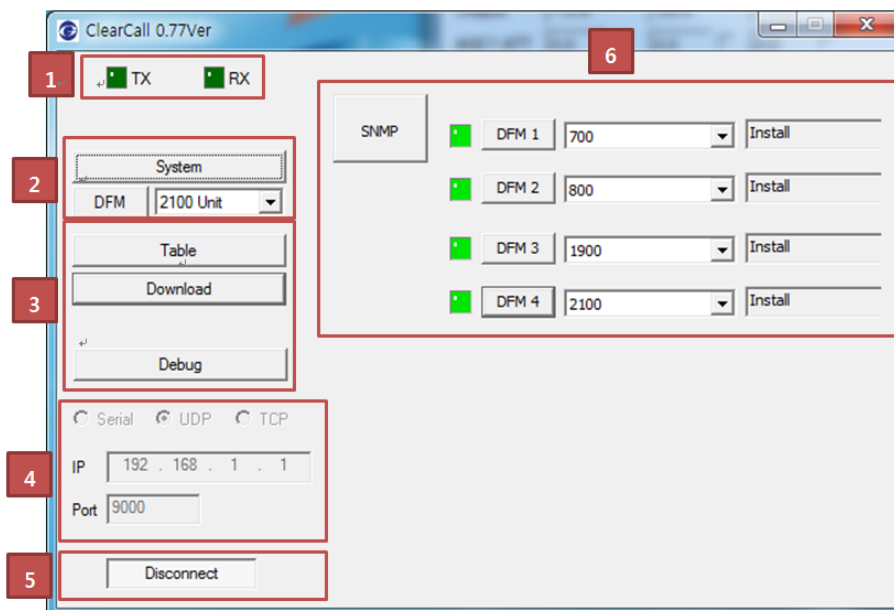 ClearCall 0.77Ver
6
1
TX RX
SNMP
DFM 1 700 Install
DFM 2 800 Install
DFM 3 1900 Install
DFM 4 2100 Install
2
System
DFM 2100 Unit
3
Table
Download
Debug
4
Serial UDP TCP
IP 192 . 168 . 1 . 1
Port 9000
5
Disconnect